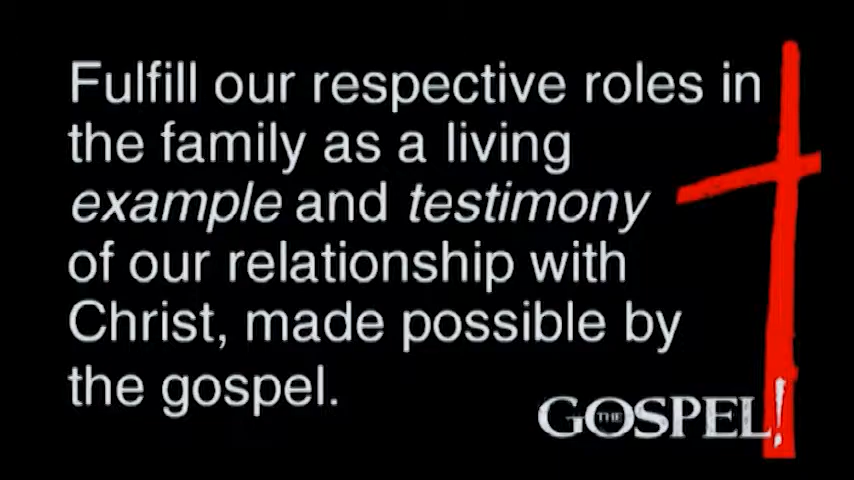 Fulfill our respective roles in
the family as a living
example and testimony
of our relationship with
Christ, made possible by
the gospel.
THE GOSPEL!